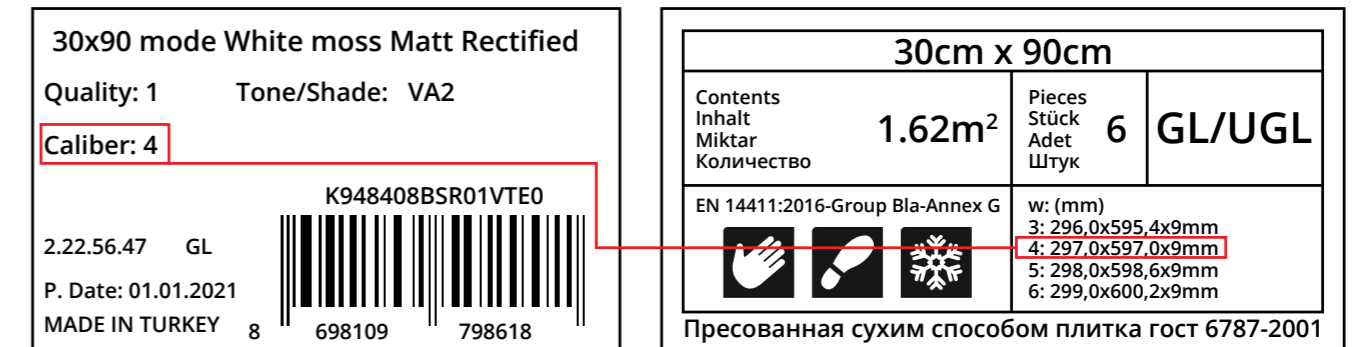 30x90 mode White moss Matt Rectified
Quality: 1 Tone/Shade: VA2
Caliber: 4
K948408BSR01VTE0
2.22.56.47 GL
P. Date: 01.01.2021
MADE IN TURKEY
8 698109 798618
30cm x 90cm
Contents
Inhalt
Miktar
Количество
1.62m²
Pieces
Stück
Adet
Штук
6
GL/UGL
EN 14411:2016-Group Bla-Annex G
w: (mm)
3: 296,0x595,4x9mm
4: 297,0x597,0x9mm
5: 298,0x598,6x9mm
6: 299,0x600,2x9mm
Пресованная сухим способом плитка гост 6787-2001